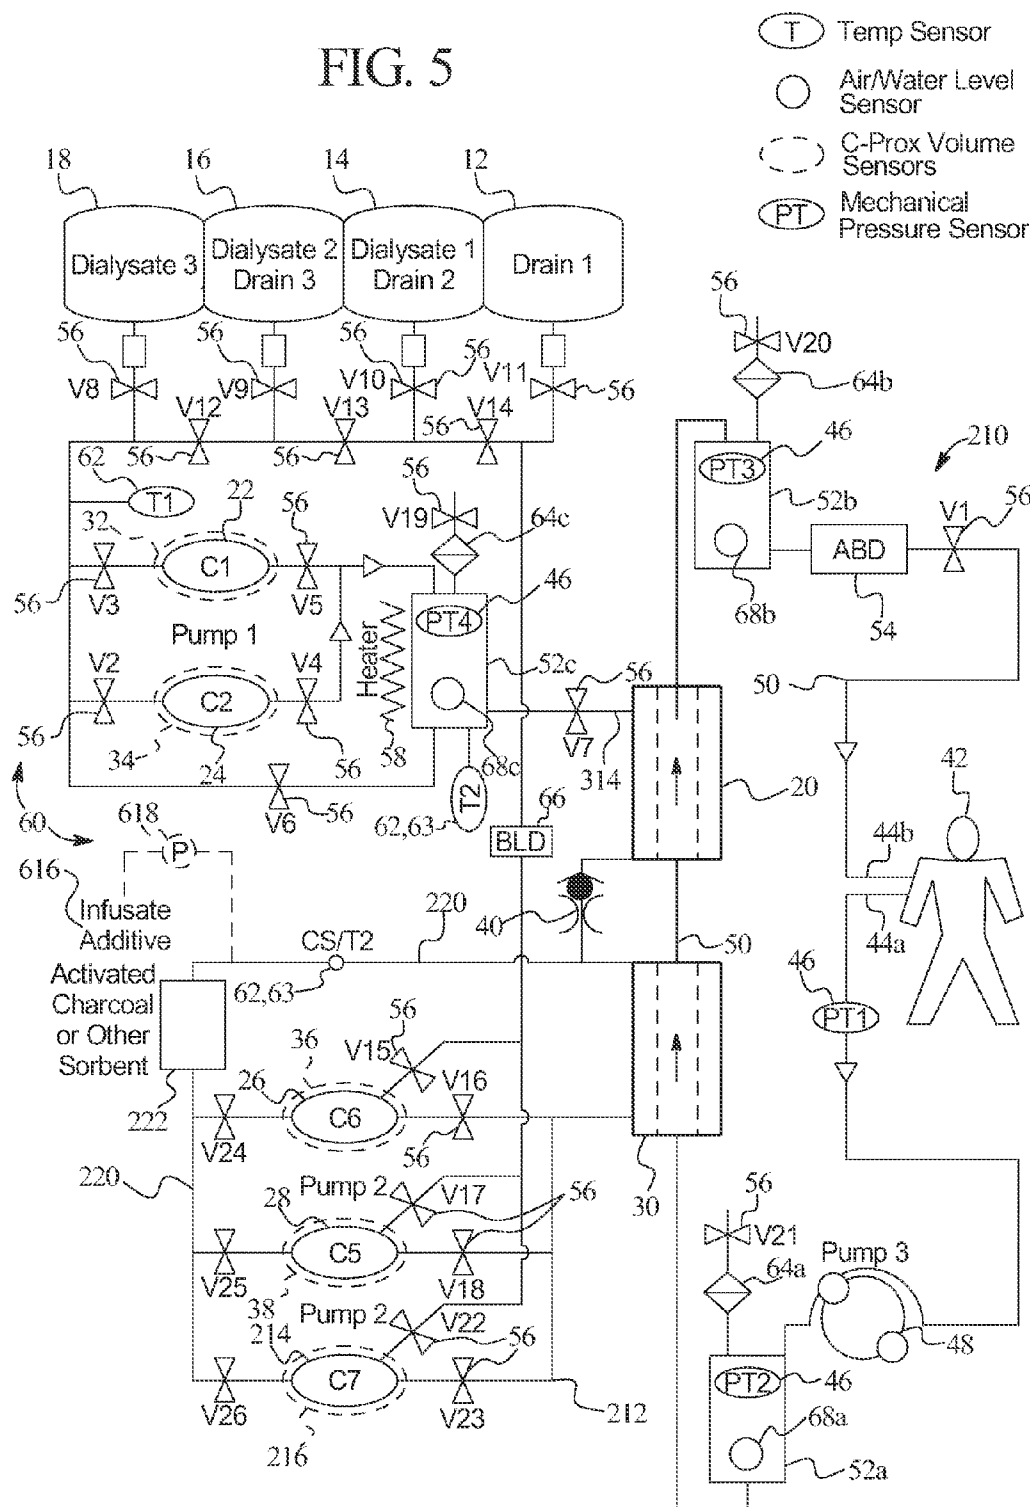 FIG. 5
T Temp Sensor
Air/Water Level
Sensor
C-Prox Volume
Sensors
PT Mechanical
Pressure Sensor
18 16 14 12
Dialysate 3
Dialysate 2
Drain 3
Dialysate 1
Drain 2
Drain 1
56 56 56 56
V8 V9 V10 V11 56
V12 V13 V14
56 56 56
56
V20
64b
46
PT3
210
52b
V1 56
ABD
68b
54
62
T1
22
32
C1
56
56
V3
V5
Pump 1
56
V19
64c
46
PT4
Heater
52c
V2
V4
C2
56
34
24
56
58
68c
56
V7
314
50
V6
56
T2
62,63
66
BLD
20
42
60
618
P
616
Infusate
Additive
44b
44a
40
220
CS/T2
62,63
50
46
PT1
Activated
Charcoal
or Other
Sorbent
222
36
V15
56
26
C6
V16
V24
56
30
220
Pump 2
28
V17
56
C5
V25
V18
38
Pump 2
V22
56
214
C7
V26
V23
216
212
56
V21
64a
Pump 3
48
PT2
46
68a
52a